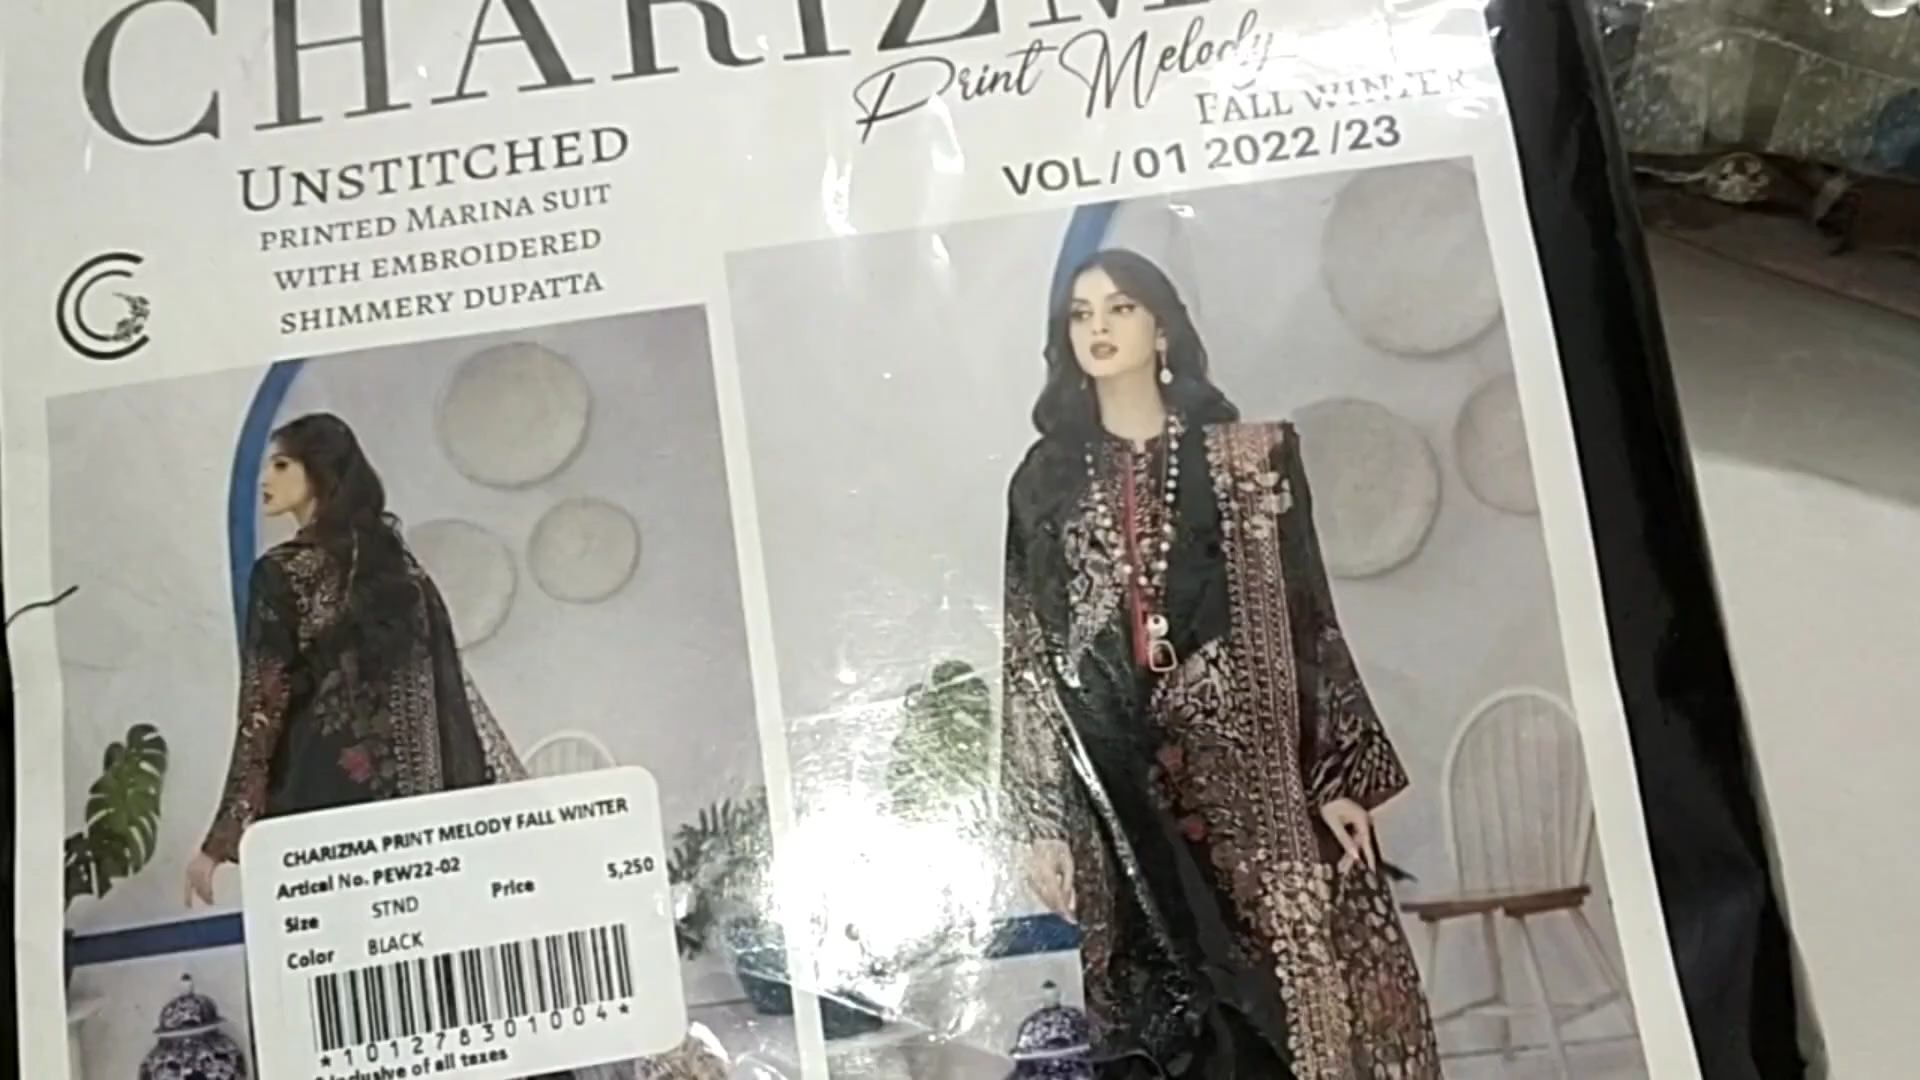 CHARIZM
Print Melody
FALL WINTER
VOL/01 2022/23
UNSTITCHED
PRINTED MARINA SUIT
WITH EMBROIDERED
SHIMMERY DUPATTA
CHARIZMA PRINT MELODY FALL WINTER
Artical No. PEW22-02
Price 5,250
Size STND
Color BLACK
*101278301004*
Inclusive of all taxes